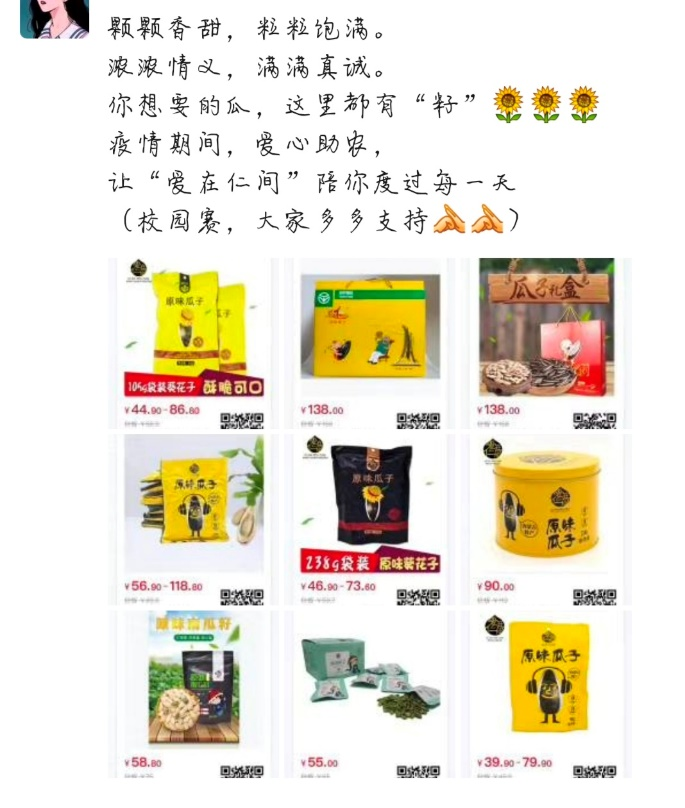 颗颗香甜，粒粒饱满。
浓浓情义，满满真诚。
你想要的瓜，这里都有“籽”🌻🌻🌻
疫情期间，爱心助农，
让“爱在仁间”陪你度过每一天
（校园赛，大家多多支持👏👏）
原味瓜子
瓜子
105g袋装葵花子 酥脆可口
¥44.90-86.80
¥138.00
瓜子礼盒
¥138.00
原味瓜子
¥56.90-118.80
原味瓜子
238g袋装 原味葵花子
¥46.90-73.60
原味
瓜子
¥90.00
原味南瓜籽
¥58.80
¥55.00
原味瓜子
¥39.90-79.90